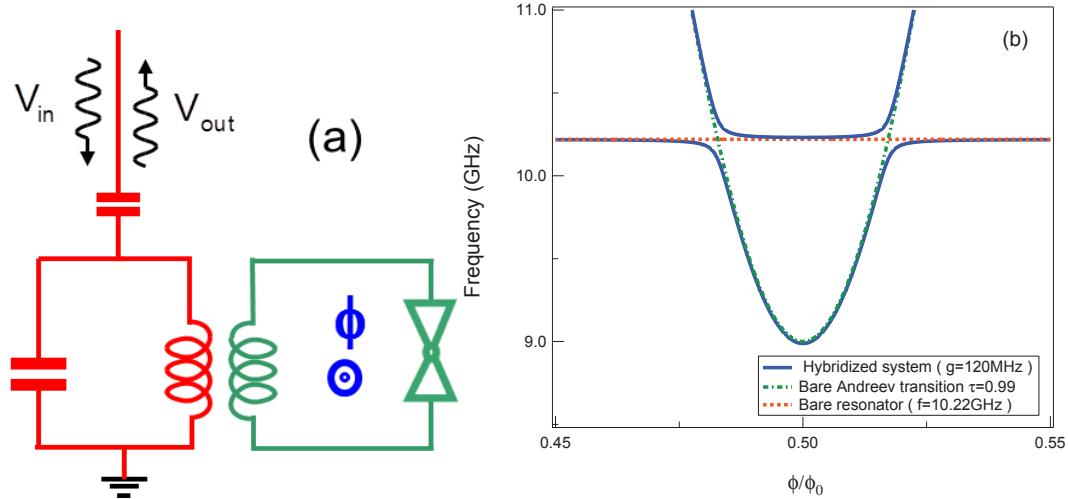 V_in
V_out
(a)
ϕ
(b)
11.0
10.0
9.0
Frequency (GHz)
Hybridized system ( g=120MHz )
Bare Andreev transition τ=0.99
Bare resonator ( f=10.22GHz )
0.45
0.50
0.55
ϕ/ϕ_0